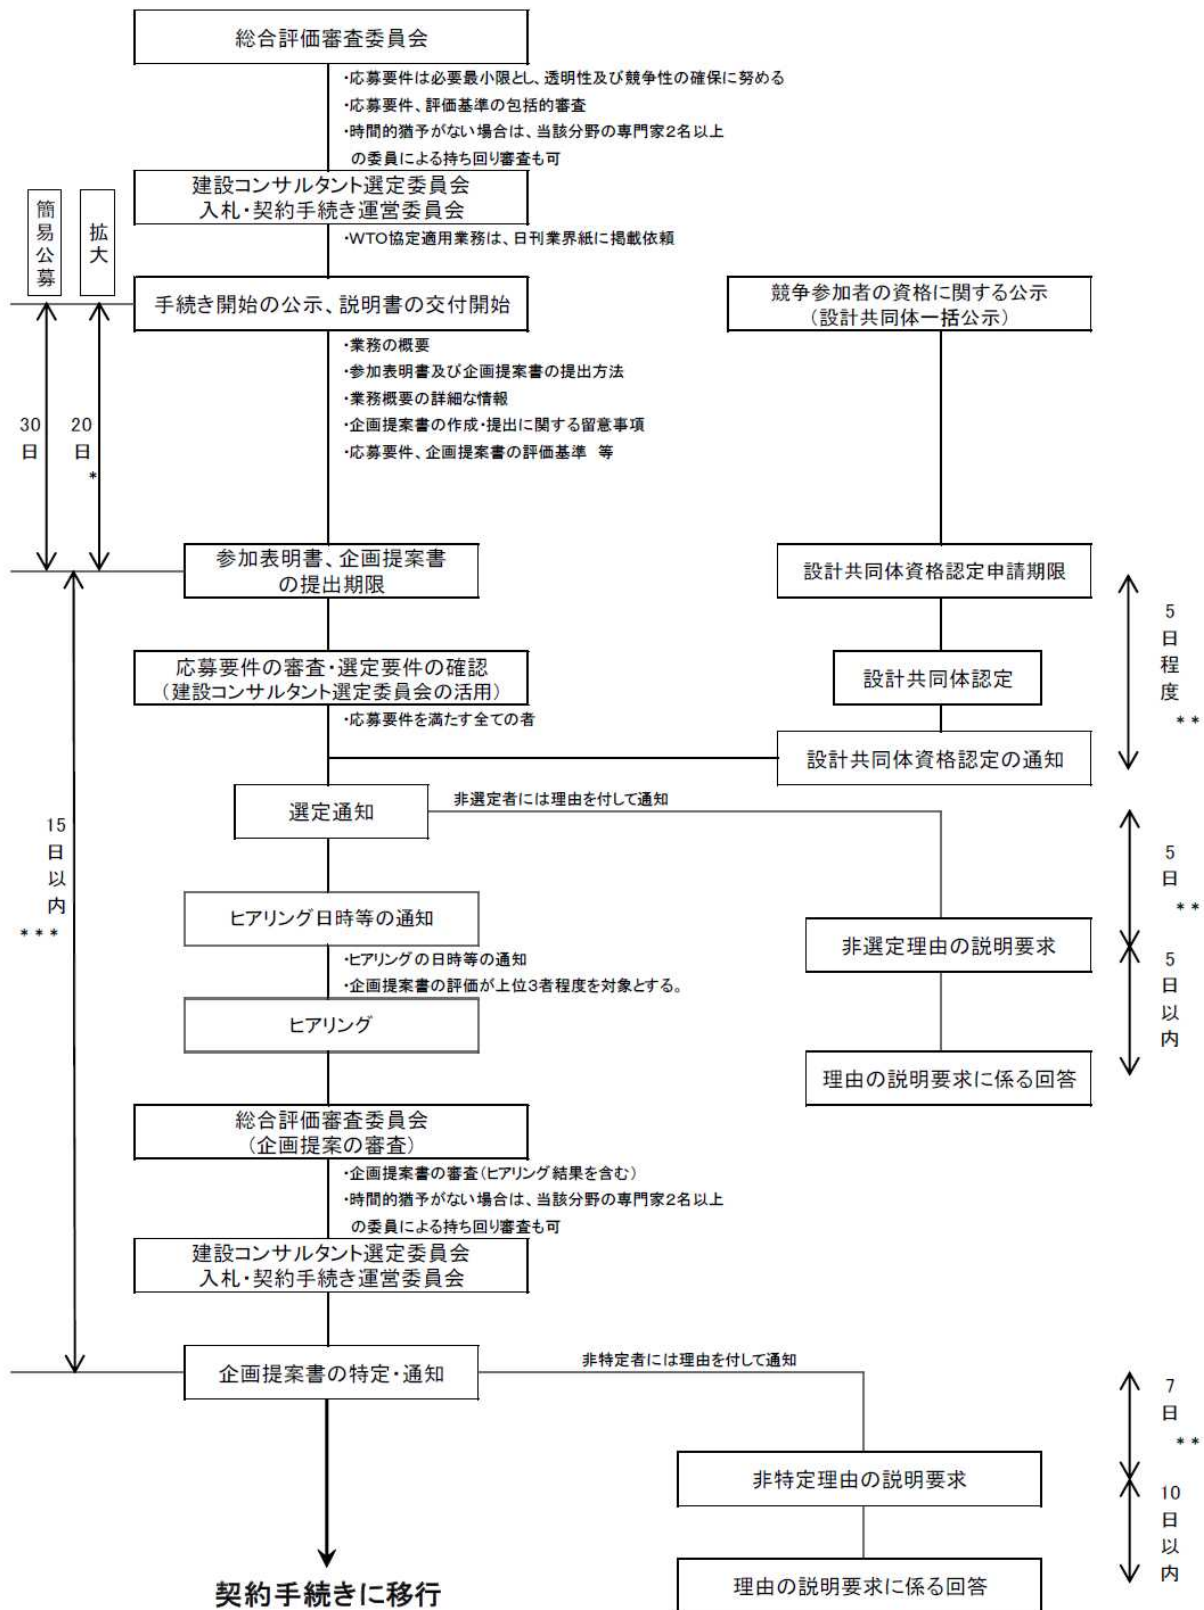 総合評価審査委員会
・応募要件は必要最小限とし、透明性及び競争性の確保に努める
・応募要件、評価基準の包括的審査
・時間的猶予がない場合は、当該分野の専門家2名以上
の委員による持ち回り審査も可
建設コンサルタント選定委員会
入札・契約手続き運営委員会
・WTO協定適用業務は、日刊業界紙に掲載依頼
簡易公募
拡大
手続き開始の公示、説明書の交付開始
競争参加者の資格に関する公示
（設計共同体一括公示）
・業務の概要
・参加表明書及び企画提案書の提出方法
・業務概要の詳細な情報
・企画提案書の作成・提出に関する留意事項
・応募要件、企画提案書の評価基準　等
30日
20日*
参加表明書、企画提案書
の提出期限
設計共同体資格認定申請期限
5日程度**
応募要件の審査・選定要件の確認
（建設コンサルタント選定委員会の活用）
設計共同体認定
・応募要件を満たす全ての者
設計共同体資格認定の通知
選定通知
非選定者には理由を付して通知
15日以内***
5日**
ヒアリング日時等の通知
非選定理由の説明要求
・ヒアリングの日時等の通知
・企画提案書の評価が上位3者程度を対象とする。
5日以内
ヒアリング
理由の説明要求に係る回答
総合評価審査委員会
（企画提案の審査）
・企画提案書の審査（ヒアリング結果を含む）
・時間的猶予がない場合は、当該分野の専門家2名以上
の委員による持ち回り審査も可
建設コンサルタント選定委員会
入札・契約手続き運営委員会
企画提案書の特定・通知
非特定者には理由を付して通知
7日**
非特定理由の説明要求
10日以内
契約手続きに移行
理由の説明要求に係る回答